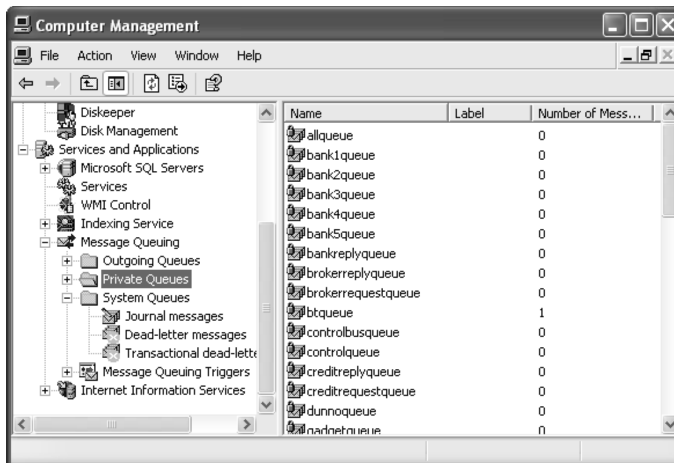 Computer Management
File Action View Window Help
Diskeeper
Disk Management
Services and Applications
Microsoft SQL Servers
Services
WMI Control
Indexing Service
Message Queuing
Outgoing Queues
Private Queues
System Queues
Journal messages
Dead-letter messages
Transactional dead-lette
Message Queuing Triggers
Internet Information Services
Name Label Number of Mess...
allqueue 0
bank1queue 0
bank2queue 0
bank3queue 0
bank4queue 0
bank5queue 0
bankreplyqueue 0
brokerreplyqueue 0
brokerrequestqueue 0
btqueue 1
controlbusqueue 0
controlqueue 0
creditreplyqueue 0
creditrequestqueue 0
dunnoqueue 0
gadgetqueue 0